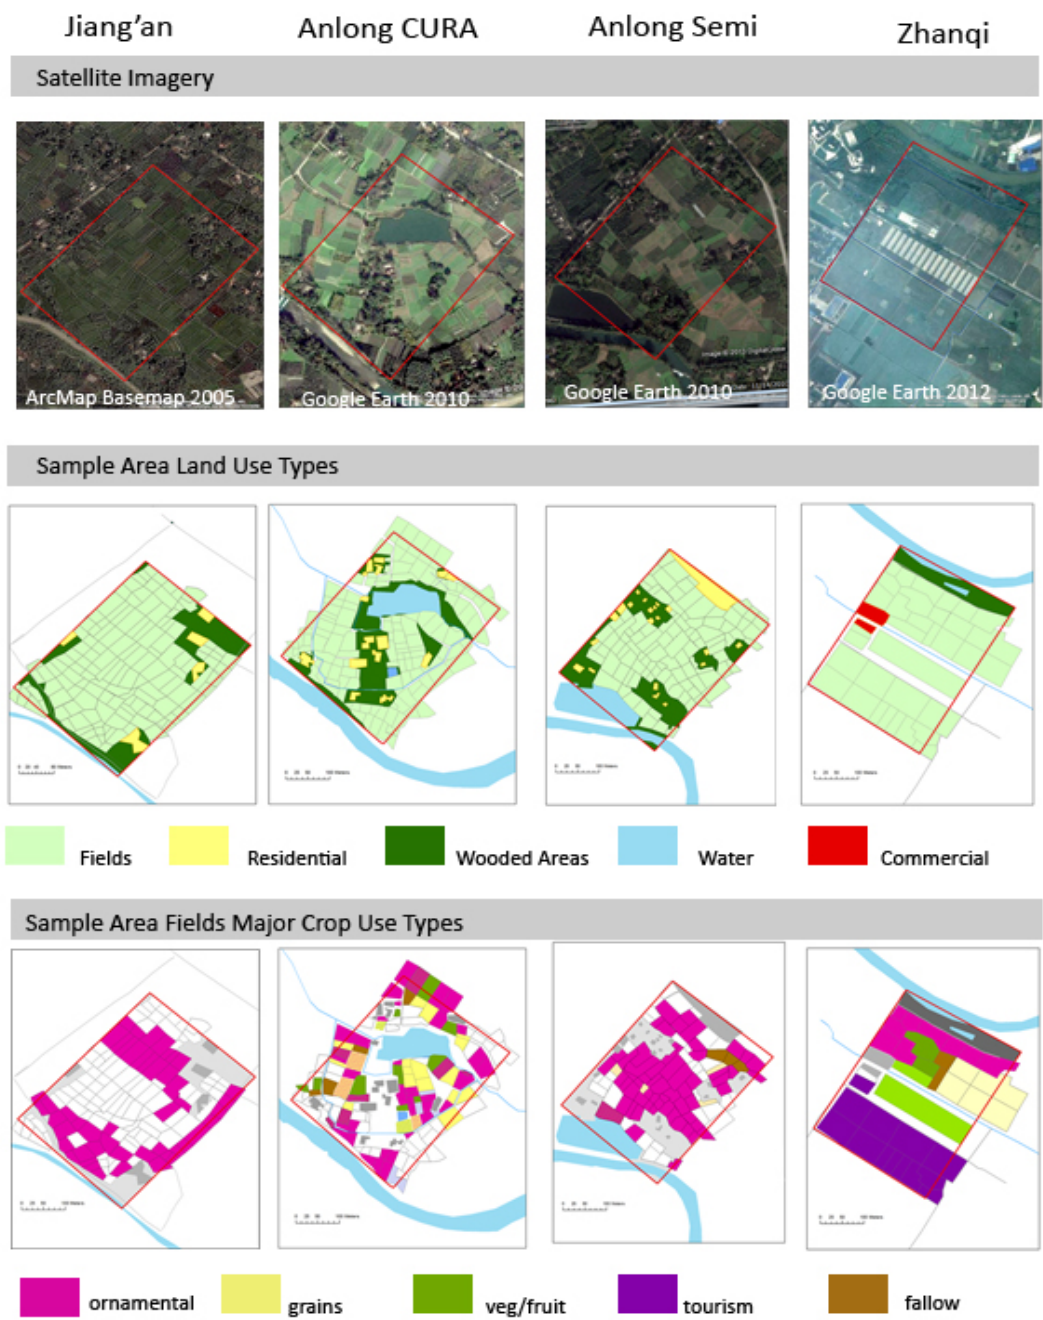 Jiang'an Anlong CURA Anlong Semi Zhanqi
Satellite Imagery
ArcMap Basemap 2005 Google Earth 2010 Google Earth 2010 Google Earth 2012
Sample Area Land Use Types
Fields Residential Wooded Areas Water Commercial
Sample Area Fields Major Crop Use Types
ornamental grains veg/fruit tourism fallow